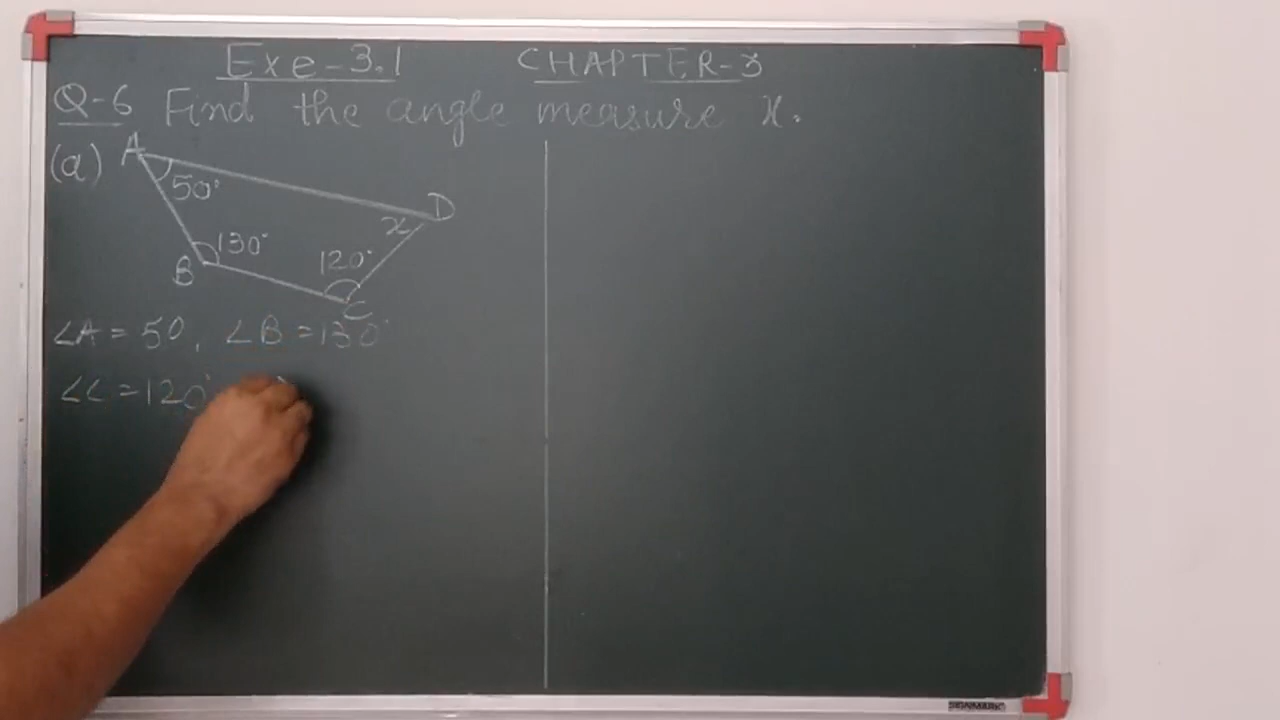 Exe-3.1 CHAPTER-3
Q-6 Find the angle measure x.
(a)
A
50°
D
x
130°
120°
B
C
∠A = 50, ∠B = 130°
∠C = 120°